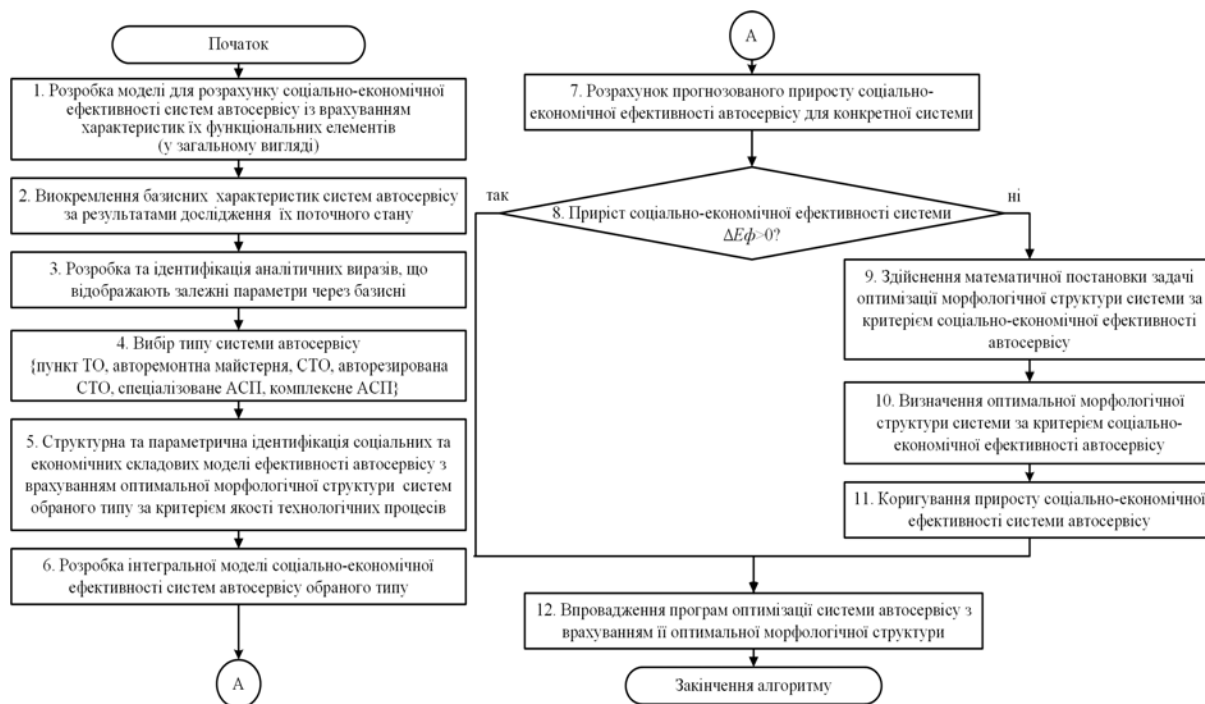 Початок
1. Розробка моделі для розрахунку соціально-економічної
ефективності систем автосервісу із врахуванням
характеристик їх функціональних елементів
(у загальному вигляді)
2. Виокремлення базисних характеристик систем автосервісу
за результатами дослідження їх поточного стану
3. Розробка та ідентифікація аналітичних виразів, що
відображають залежні параметри через базисні
4. Вибір типу системи автосервісу
{пункт ТО, авторемонтна майстерня, СТО, авторезирована
СТО, спеціалізоване АСП, комплексне АСП}
5. Структурна та параметрична ідентифікація соціальних та
економічних складових моделі ефективності автосервісу з
врахуванням оптимальної морфологічної структури систем
обраного типу за критерієм якості технологічних процесів
6. Розробка інтегральної моделі соціально-економічної
ефективності систем автосервісу обраного типу
А
А
7. Розрахунок прогнозованого приросту соціально-
економічної ефективності автосервісу для конкретної системи
так
ні
8. Приріст соціально-економічної ефективності системи
ΔЕф>0?
9. Здійснення математичної постановки задачі
оптимізації морфологічної структури системи за
критерієм соціально-економічної ефективності
автосервісу
10. Визначення оптимальної морфологічної
структури системи за критерієм соціально-
економічної ефективності автосервісу
11. Коригування приросту соціально-економічної
ефективності системи автосервісу
12. Впровадження програм оптимізації системи автосервісу з
врахуванням її оптимальної морфологічної структури
Закінчення алгоритму